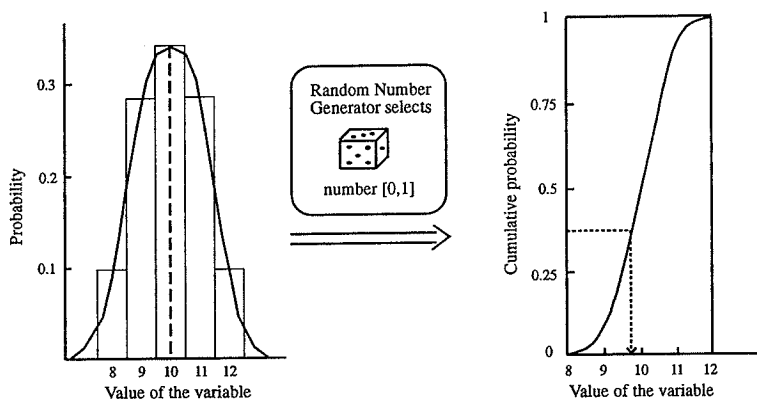 0.3
0.2
0.1
Probability
8 9 10 11 12
Value of the variable
Random Number
Generator selects
number [0,1]
1
0.75
0.5
0.25
0
Cumulative probability
8 9 10 11 12
Value of the variable